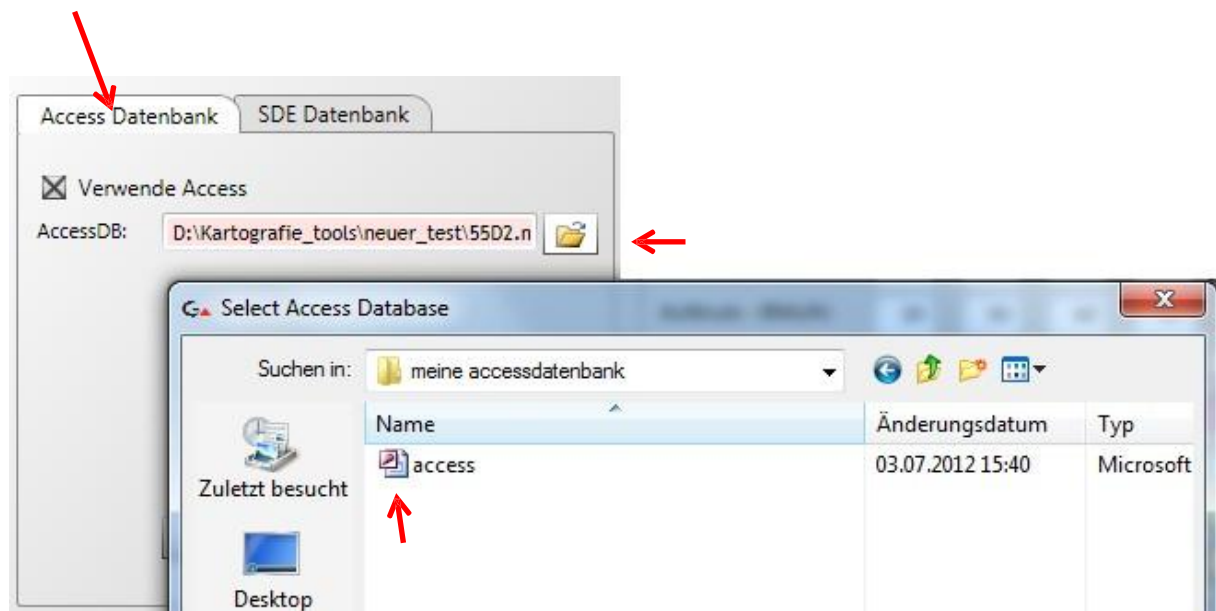 Access Datenbank SDE Datenbank
Verwende Access
AccessDB: D:\Kartografie_tools\neuer_test\55D2.n
Select Access Database
Suchen in: meine accessdatenbank
Name Änderungsdatum Typ
access 03.07.2012 15:40 Microsoft
Zuletzt besucht
Desktop